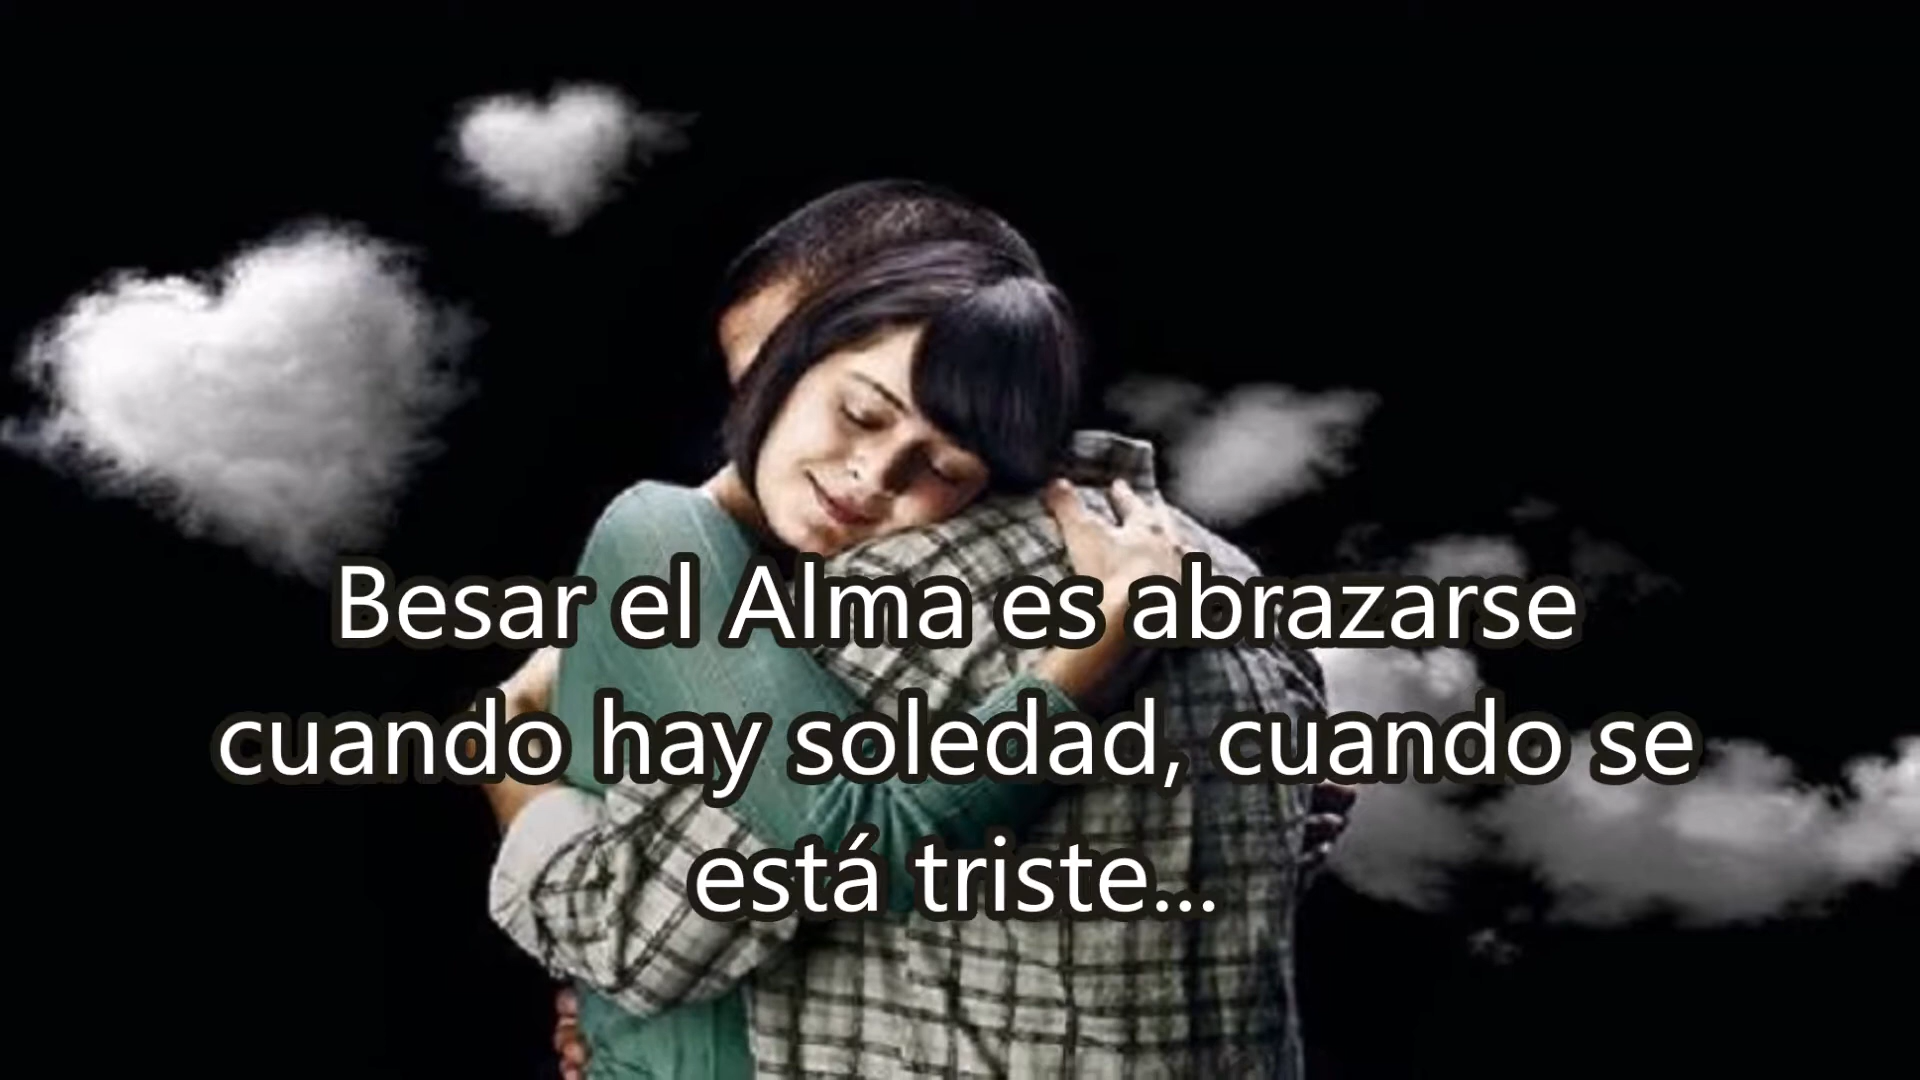 Besar el Alma es abrazarse
cuando hay soledad, cuando se
está triste...